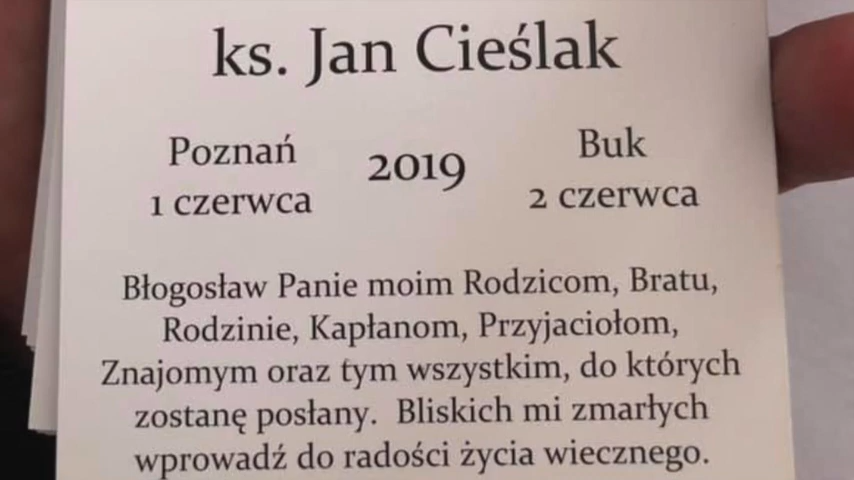 ks. Jan Cieślak
Poznań 2019 Buk
1 czerwca 2 czerwca
Błogosław Panie moim Rodzicom, Bratu,
Rodzinie, Kapłanom, Przyjaciołom,
Znajomym oraz tym wszystkim, do których
zostanę posłany. Bliskich mi zmarłych
wprowadź do radości życia wiecznego.